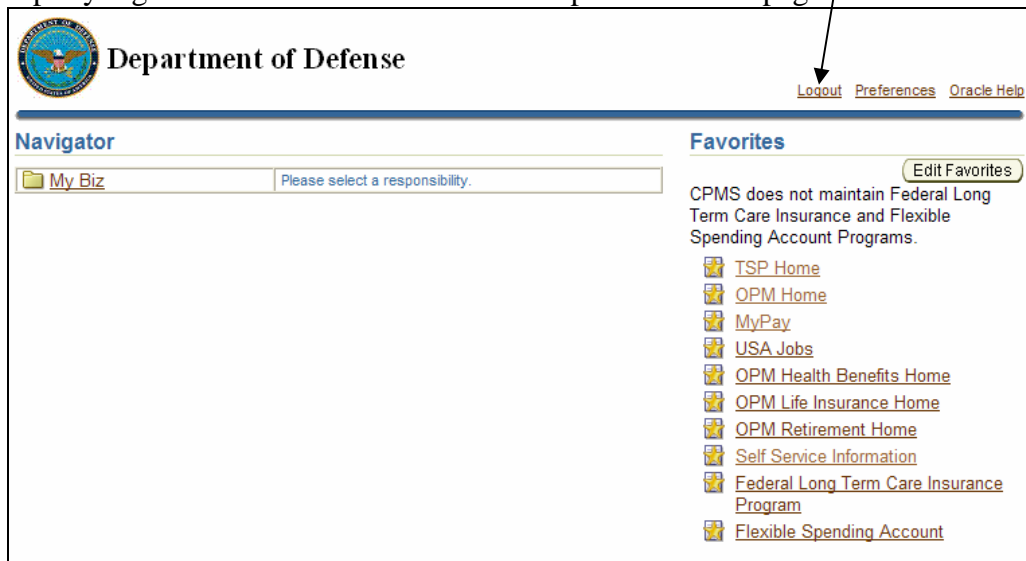 Department of Defense
Logout Preferences Oracle Help
Navigator
My Biz
Please select a responsibility.
Favorites
Edit Favorites
CPMS does not maintain Federal Long
Term Care Insurance and Flexible
Spending Account Programs.
TSP Home
OPM Home
MyPay
USA Jobs
OPM Health Benefits Home
OPM Life Insurance Home
OPM Retirement Home
Self Service Information
Federal Long Term Care Insurance
Program
Flexible Spending Account